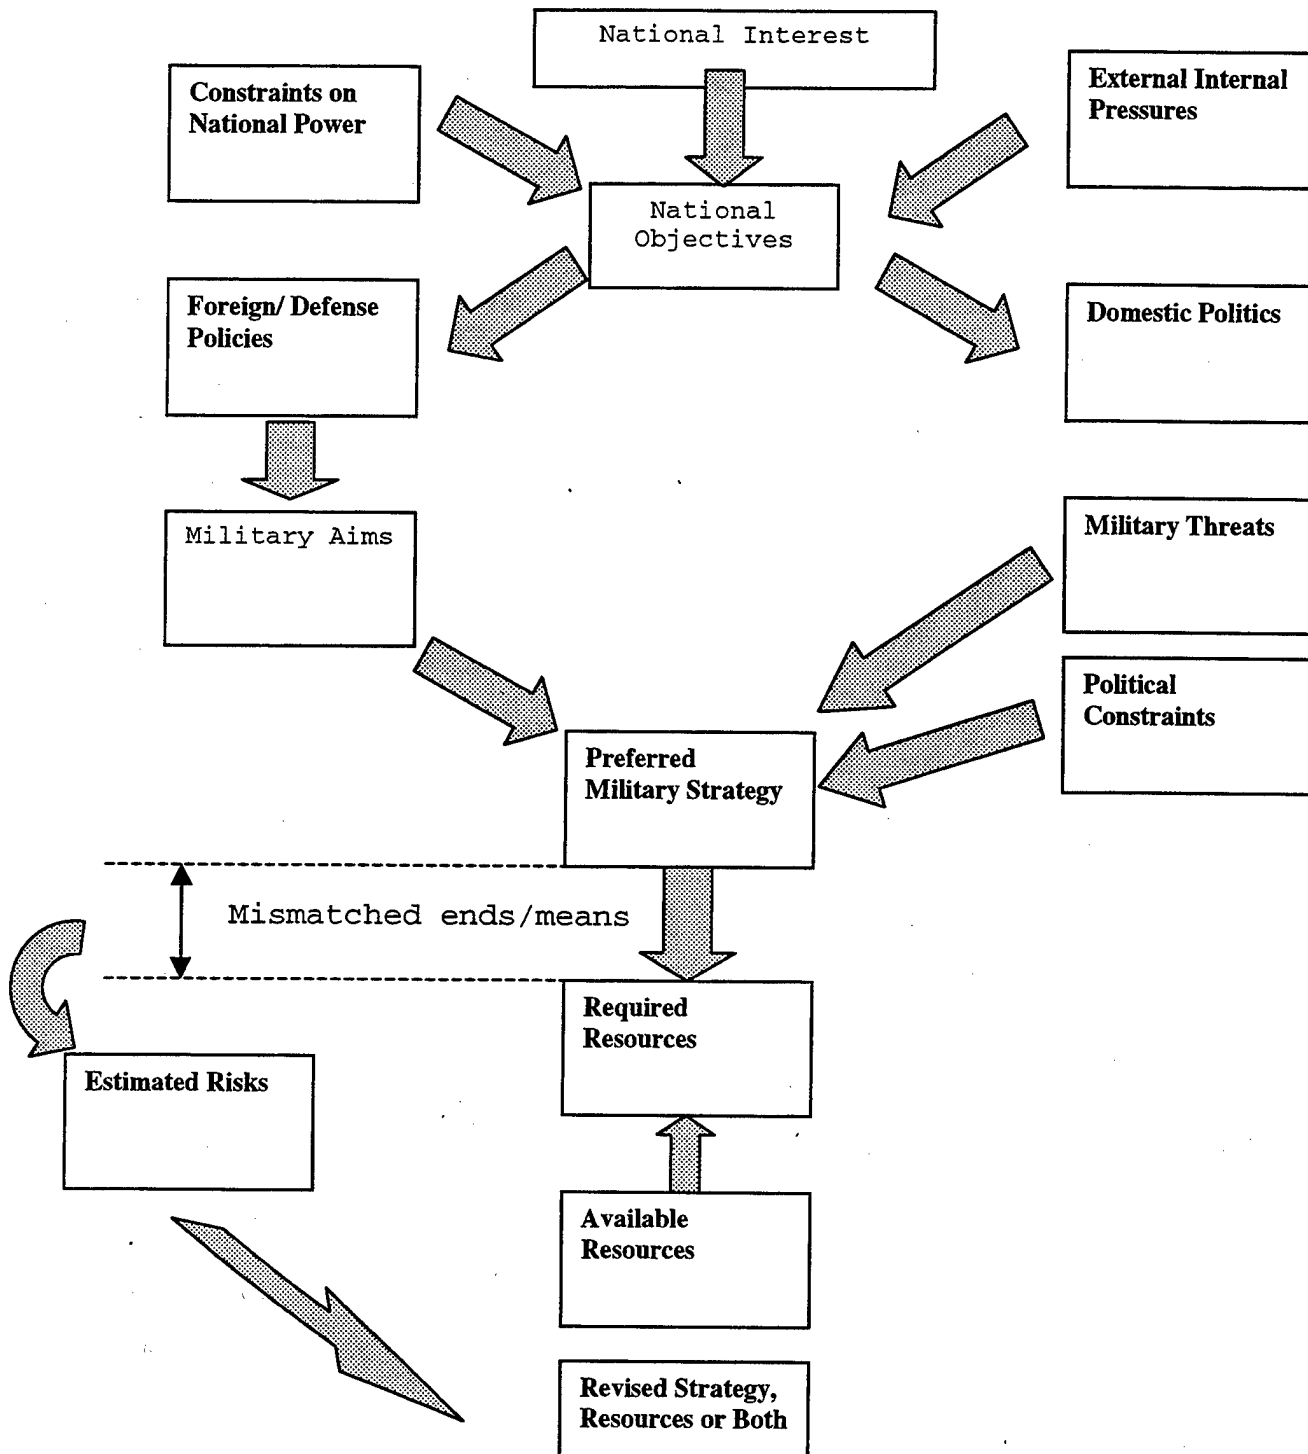 National Interest
Constraints on
National Power
External Internal
Pressures
National
Objectives
Foreign/ Defense
Policies
Domestic Politics
Military Aims
Military Threats
Political
Constraints
Preferred
Military Strategy
Mismatched ends/means
Required
Resources
Estimated Risks
Available
Resources
Revised Strategy,
Resources or Both